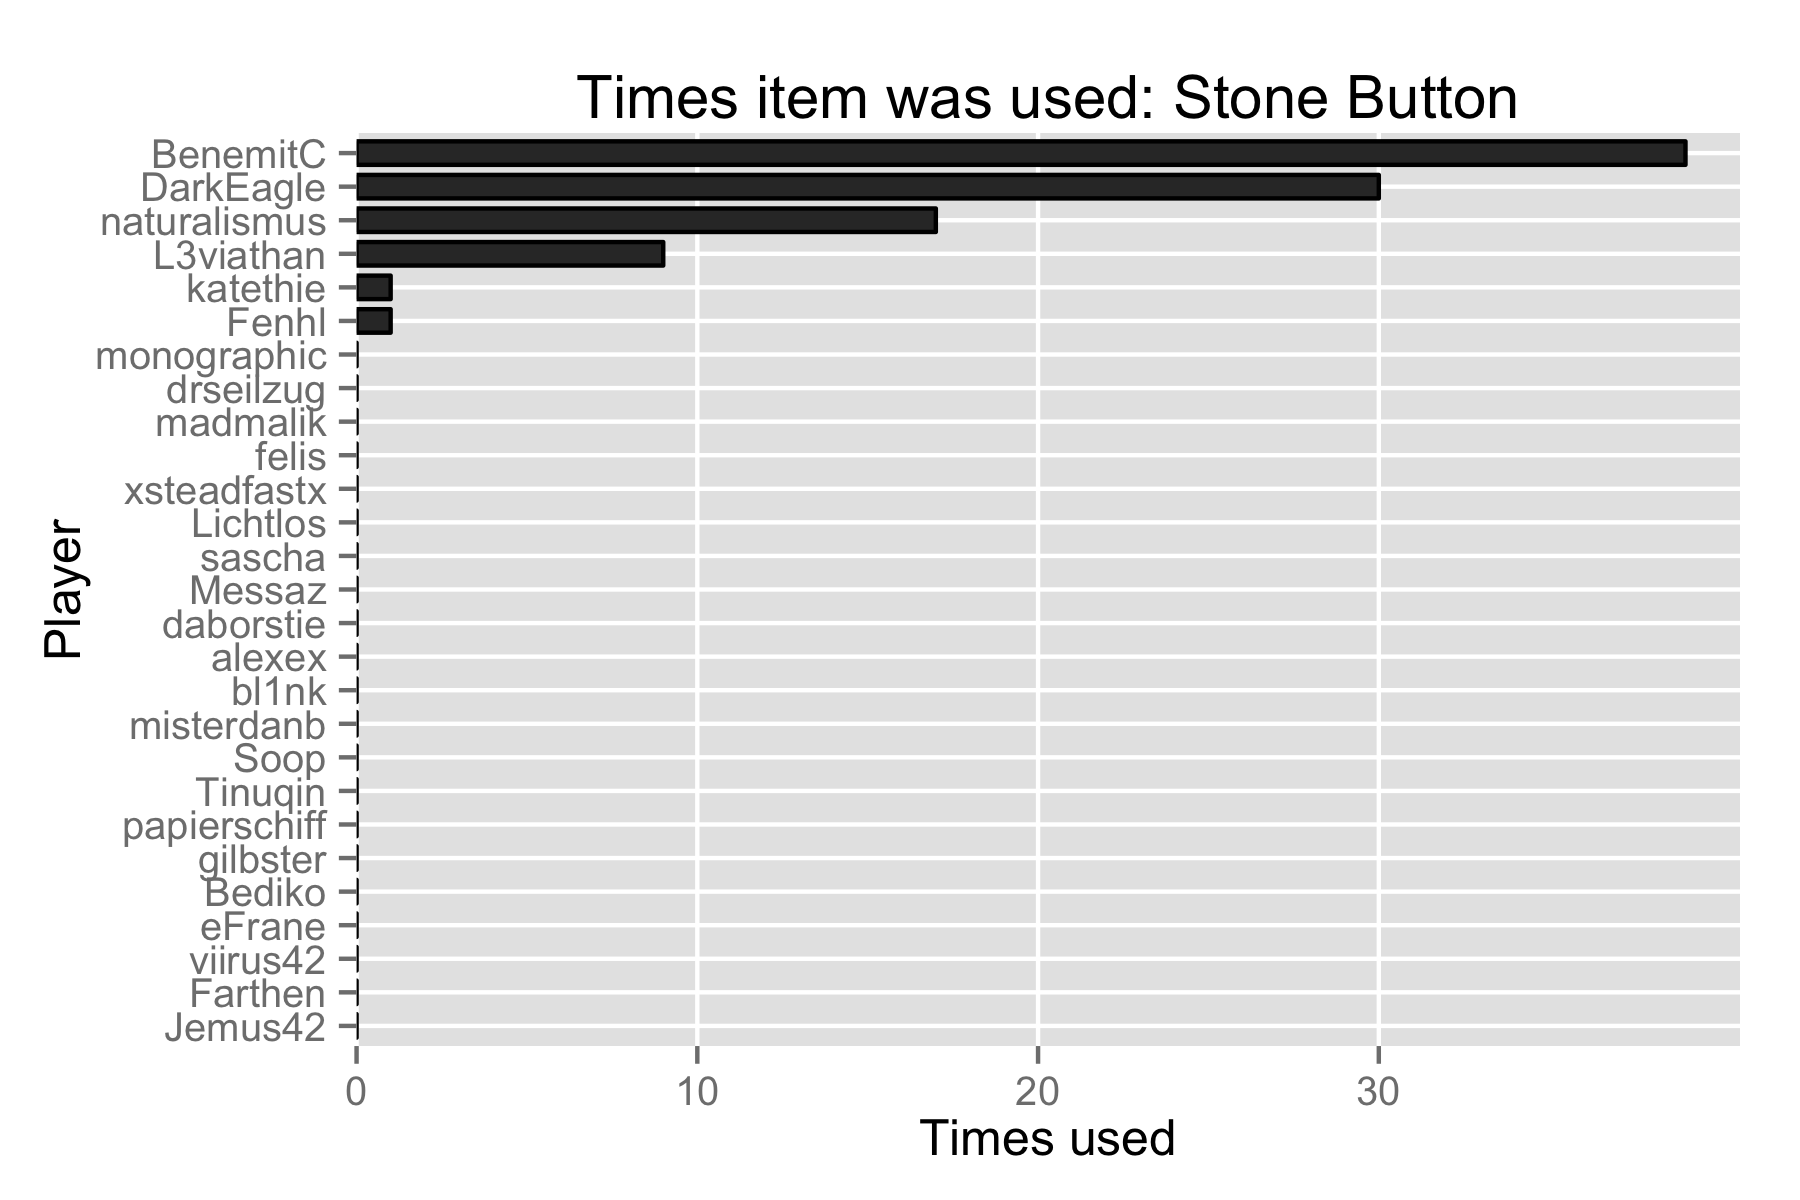 Times item was used: Stone Button
BenemitC
DarkEagle
naturalismus
L3viathan
katethie
Fenhl
monographic
drseilzug
madmalik
felis
xsteadfastx
Lichtlos
sascha
Messaz
daborstie
alexex
bl1nk
misterdanb
Soop
Tinuqin
papierschiff
gilbster
Bediko
eFrane
viirus42
Farthen
Jemus42
Player
0 10 20 30
Times used